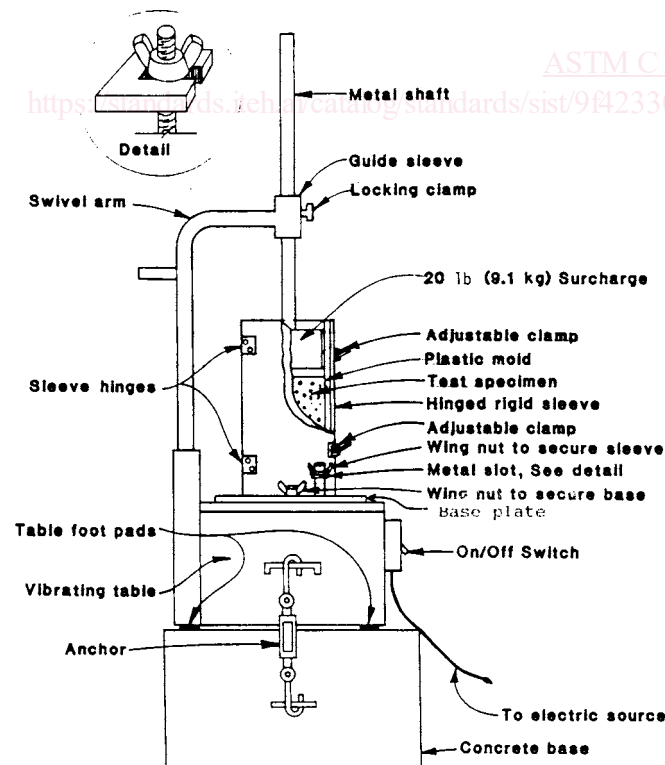 ASTM C
https://standards.iteh.ai/catalog/standards/sist/9f42330
Detail
Metal shaft
Guide sleeve
Locking clamp
Swivel arm
20 lb (9.1 kg) Surcharge
Adjustable clamp
Plastic mold
Teat specimen
Hinged rigid sleeve
Sleeve hinges
Adjustable clamp
Wing nut to secure sleeve
Metal slot, See detail
Wing nut to secure base
Base plate
Table foot pads
On/Off Switch
Vibrating table
Anchor
To electric source
Concrete base